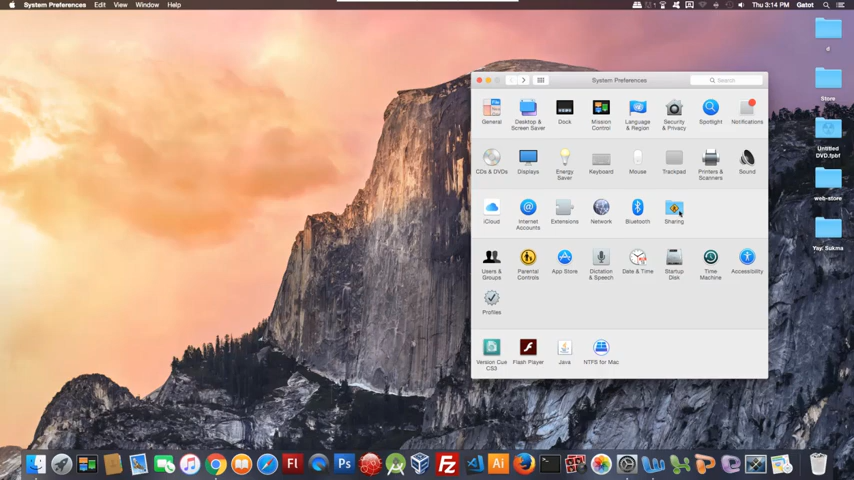 System Preferences Edit View Window Help
Thu 3:14 PM Gatot
System Preferences
Search
General
Desktop & Screen Saver
Dock
Mission Control
Language & Region
Security & Privacy
Spotlight
Notifications
CDs & DVDs
Displays
Energy Saver
Keyboard
Mouse
Trackpad
Printers & Scanners
Sound
iCloud
Internet Accounts
Extensions
Network
Bluetooth
Sharing
Users & Groups
Parental Controls
App Store
Dictation & Speech
Date & Time
Startup Disk
Time Machine
Accessibility
Profiles
Version Cue CS3
Flash Player
Java
NTFS for Mac
d
Store
Untitled DVD.fpbf
web-store
Yay: Sukma
Fl
Ps
Fz
Ai